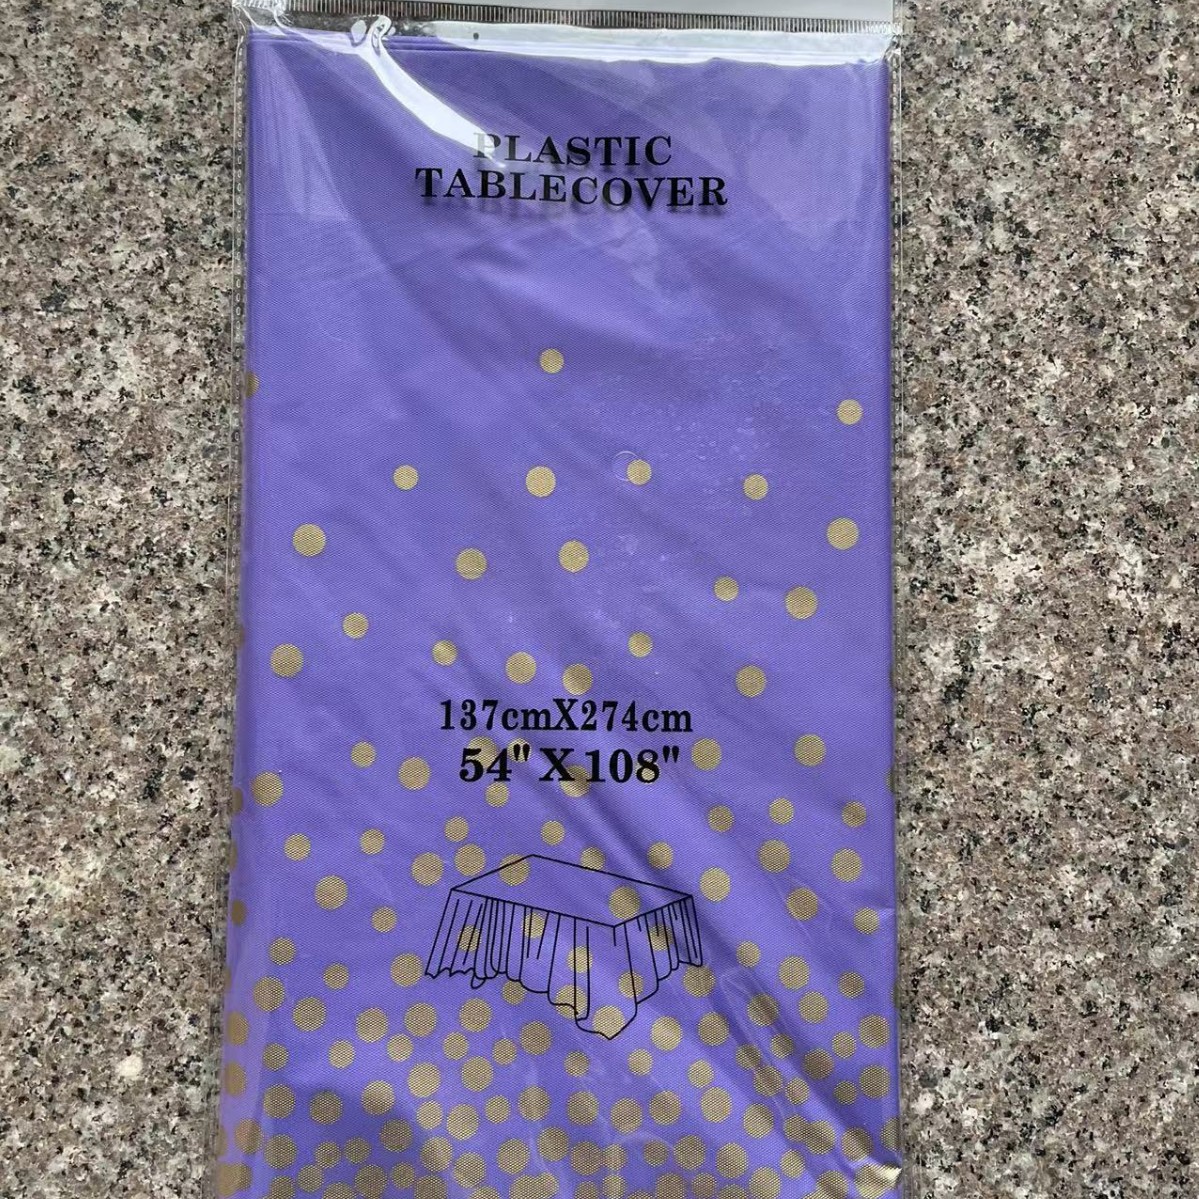 PLASTIC
TABLECOVER
137cmX274cm
54" X 108"